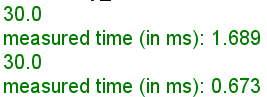 30.0
measured time (in ms): 1.689
30.0
measured time (in ms): 0.673